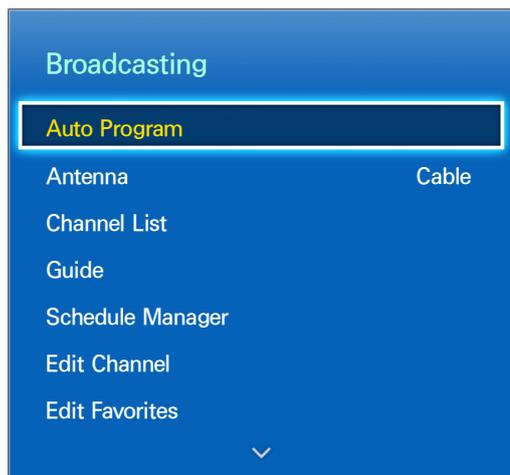 Broadcasting
Auto Program
Antenna Cable
Channel List
Guide
Schedule Manager
Edit Channel
Edit Favorites